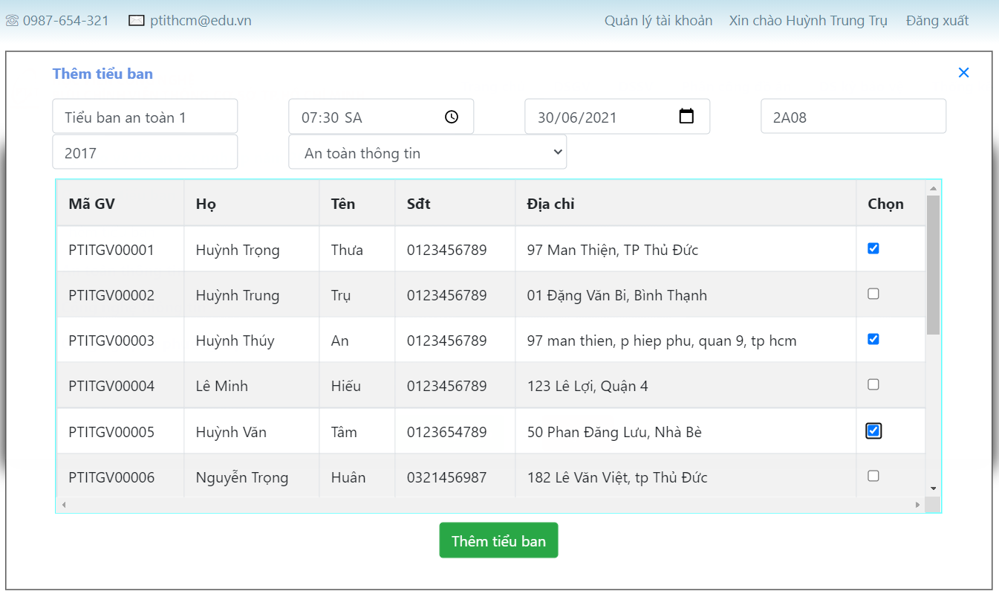 0987-654-321 ptithcm@edu.vn Quản lý tài khoản Xin chào Huỳnh Trung Trụ Đăng xuất
Thêm tiểu ban
Tiểu ban an toàn 1 07:30 SA 30/06/2021 2A08
2017 An toàn thông tin
Mã GV Họ Tên Sđt Địa chỉ Chọn
PTITGV00001 Huỳnh Trọng Thưa 0123456789 97 Man Thiện, TP Thủ Đức
PTITGV00002 Huỳnh Trung Trụ 0123456789 01 Đặng Văn Bi, Bình Thạnh
PTITGV00003 Huỳnh Thúy An 0123456789 97 man thien, p hiep phu, quan 9, tp hcm
PTITGV00004 Lê Minh Hiếu 0123456789 123 Lê Lợi, Quận 4
PTITGV00005 Huỳnh Văn Tâm 0123654789 50 Phan Đăng Lưu, Nhà Bè
PTITGV00006 Nguyễn Trọng Huân 0321456987 182 Lê Văn Việt, tp Thủ Đức
Thêm tiểu ban